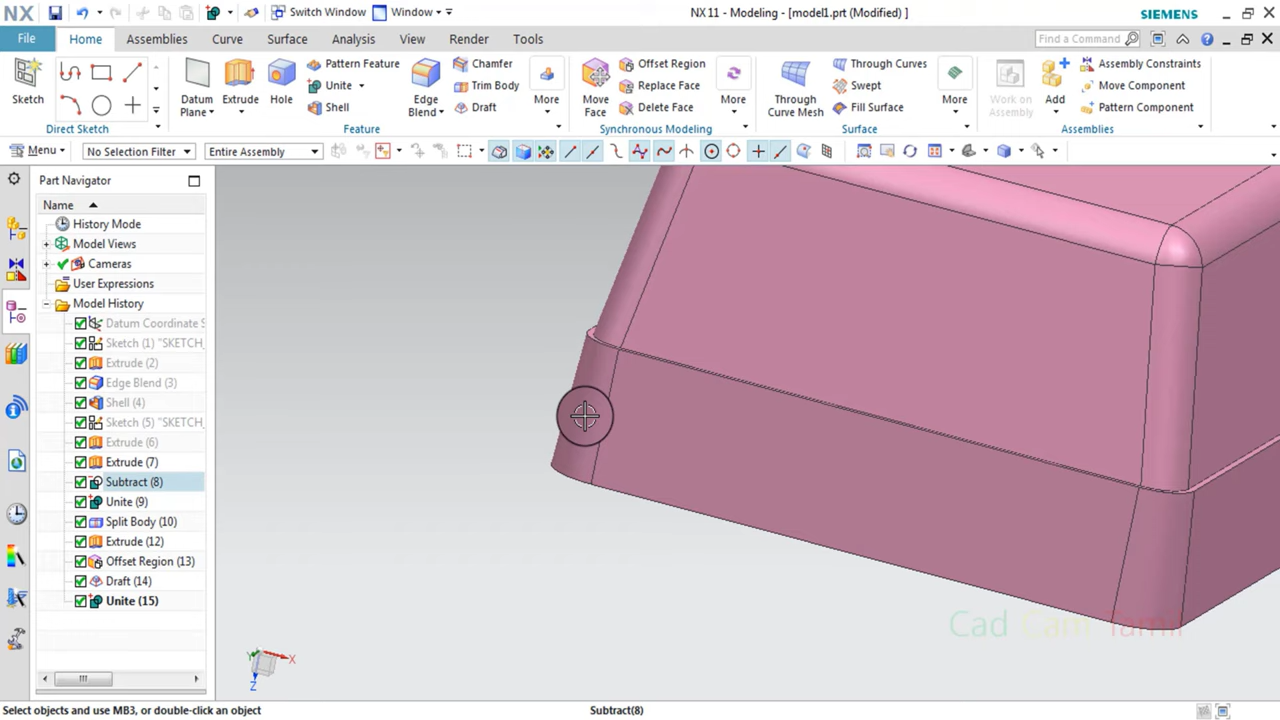 NX Switch Window Window NX 11 - Modeling - [model1.prt (Modified) ] SIEMENS
File Home Assemblies Curve Surface Analysis View Render Tools Find a Command
Sketch
Direct Sketch
Datum Plane
Extrude
Hole
Pattern Feature
Unite
Shell
Edge Blend
Chamfer
Trim Body
Draft
More
Feature
Move Face
Offset Region
Replace Face
Delete Face
More
Synchronous Modeling
Through Curve Mesh
Through Curves
Swept
Fill Surface
More
Surface
Work on Assembly
Add
Assembly Constraints
Move Component
Pattern Component
Assemblies
Menu No Selection Filter Entire Assembly
Part Navigator
Name
History Mode
Model Views
Cameras
User Expressions
Model History
Datum Coordinate S
Sketch (1) "SKETCH_
Extrude (2)
Edge Blend (3)
Shell (4)
Sketch (5) "SKETCH_
Extrude (6)
Extrude (7)
Subtract (8)
Unite (9)
Split Body (10)
Extrude (12)
Offset Region (13)
Draft (14)
Unite (15)
Cad Cam Tamil
Y X
Z
Select objects and use MB3, or double-click an object Subtract(8)